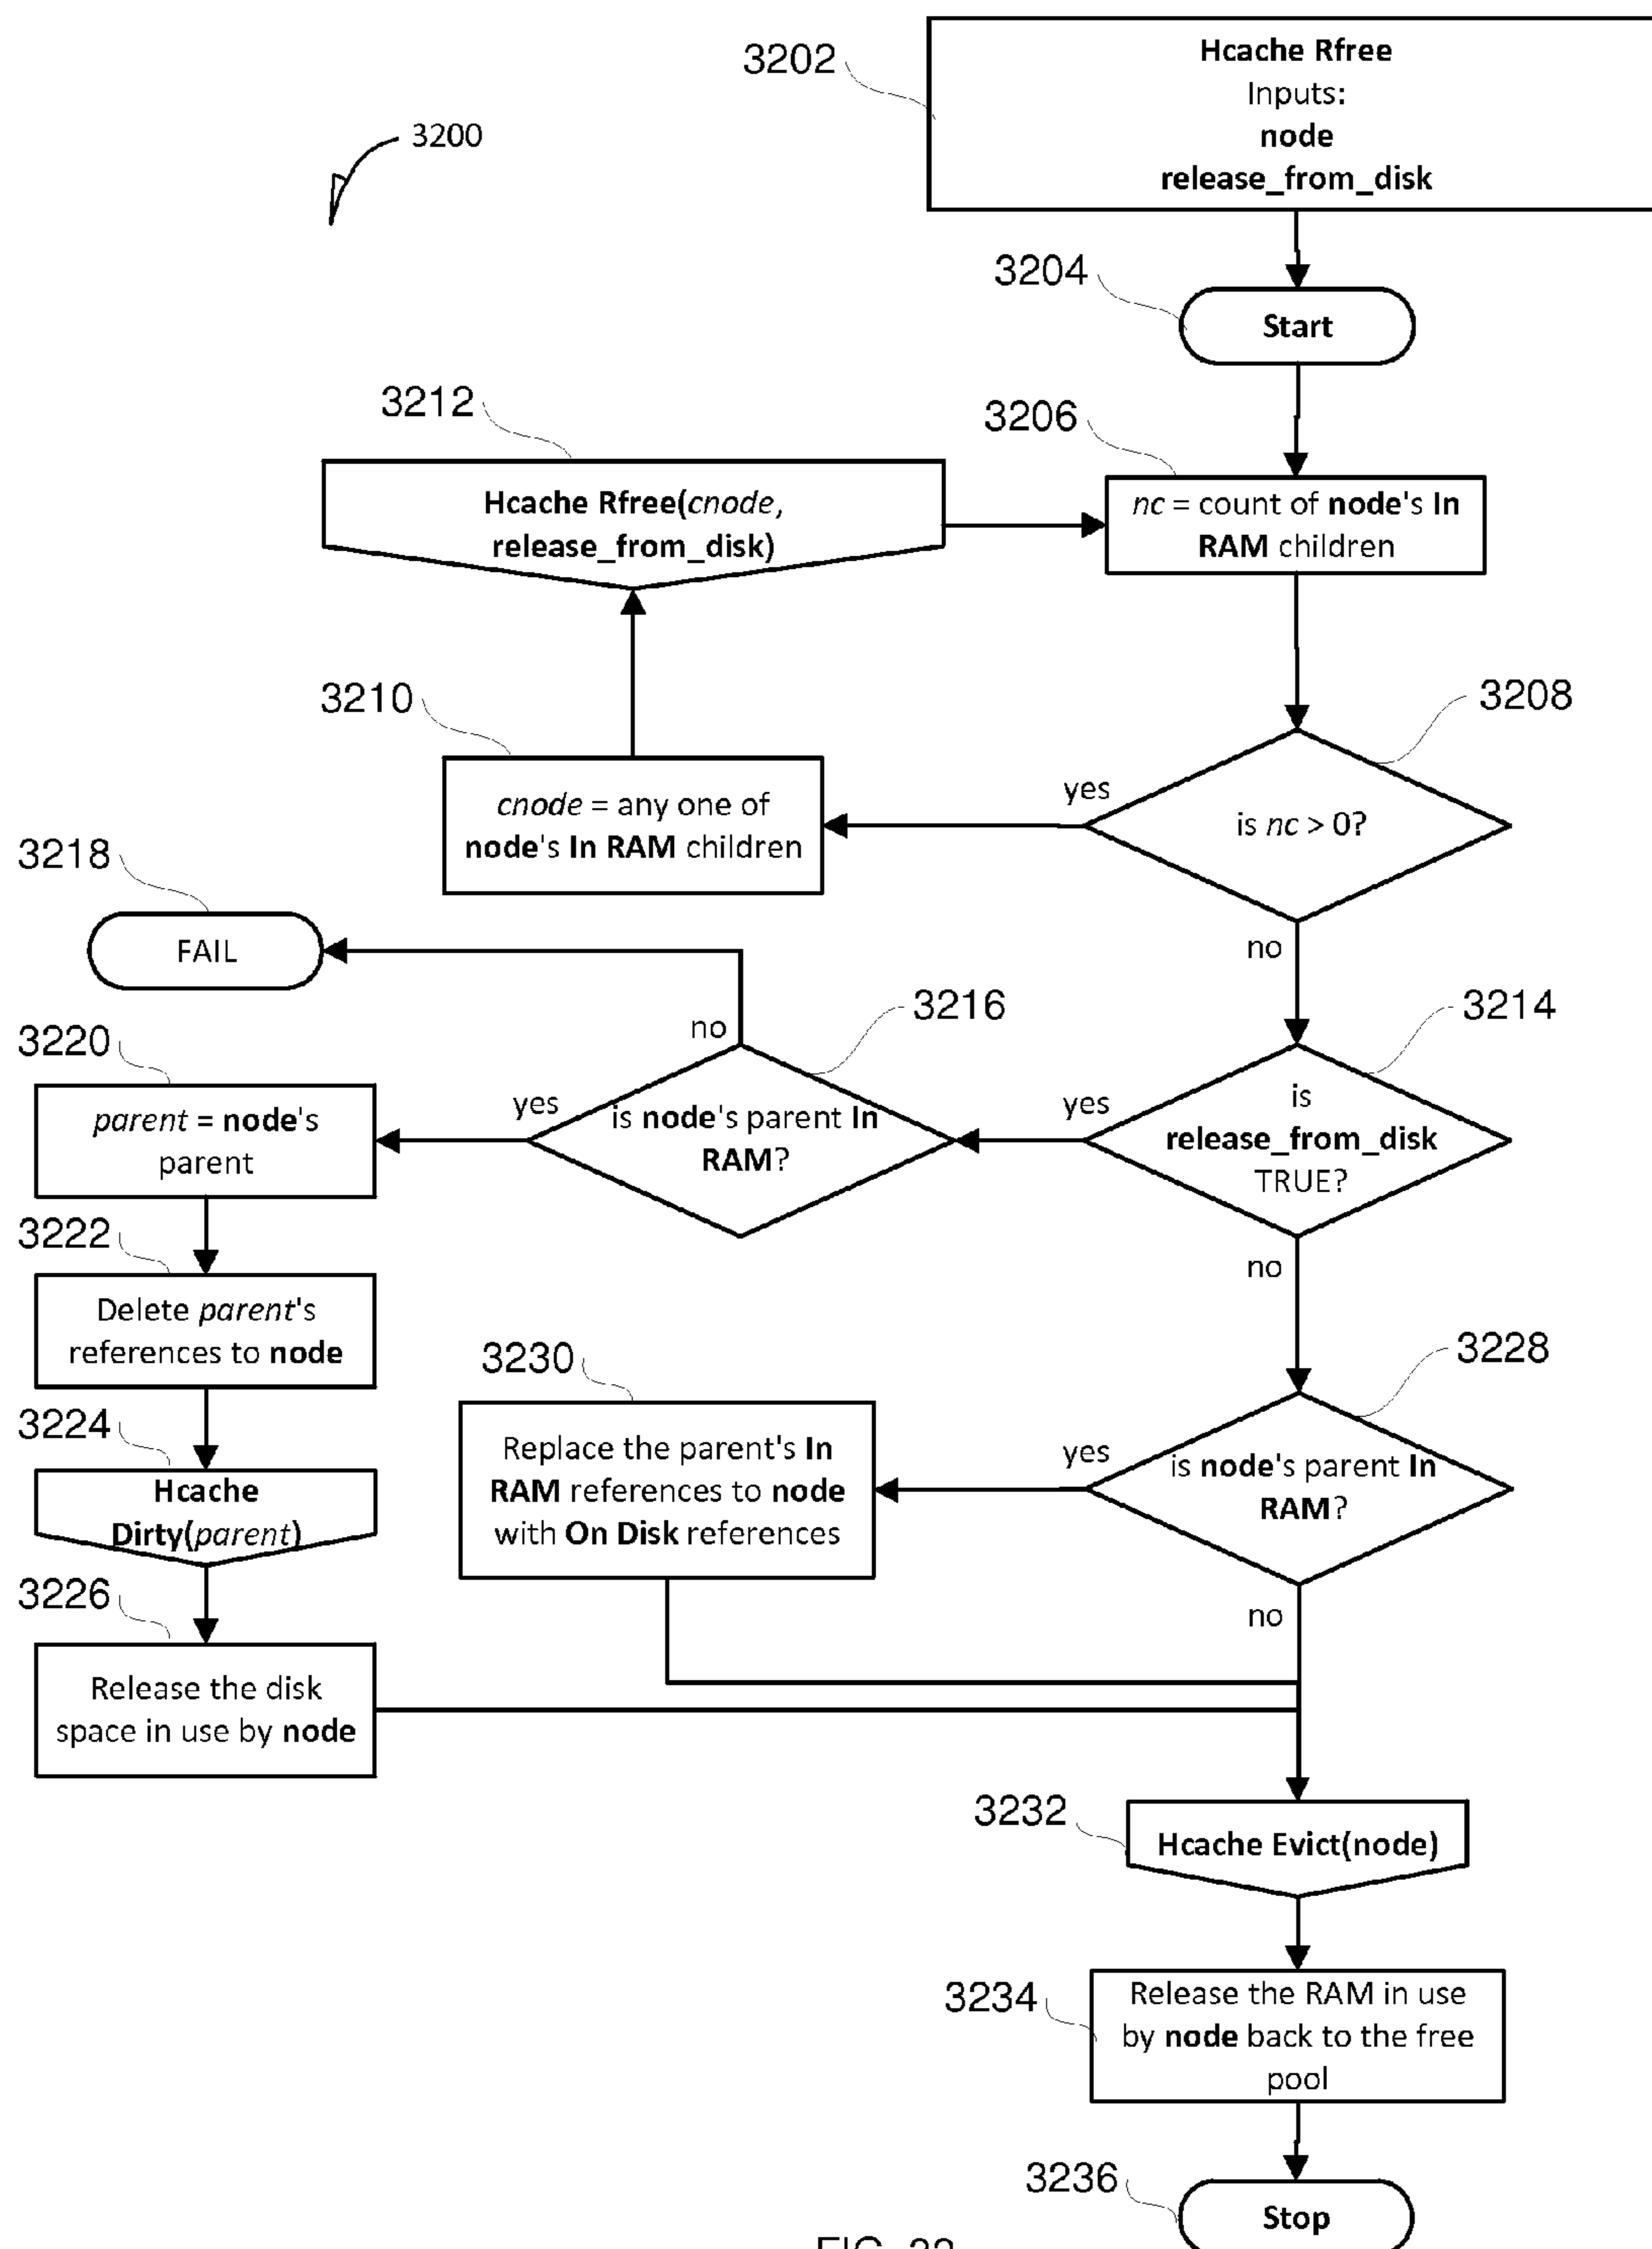 3202
Hcache Rfree
Inputs:
node
release_from_disk
3200
3204
Start
3212
Hcache Rfree(cnode,
release_from_disk)
3206
nc = count of node's In
RAM children
3210
cnode = any one of
node's In RAM children
3208
yes
is nc > 0?
no
3218
FAIL
3216
no
is node's parent In
RAM?
yes
3214
yes
is
release_from_disk
TRUE?
no
3220
parent = node's
parent
3222
Delete parent's
references to node
3224
Hcache
Dirty(parent)
3226
Release the disk
space in use by node
3230
Replace the parent's In
RAM references to node
with On Disk references
3228
yes
is node's parent In
RAM?
no
3232
Hcache Evict(node)
3234
Release the RAM in use
by node back to the free
pool
3236
Stop
FIG. 32